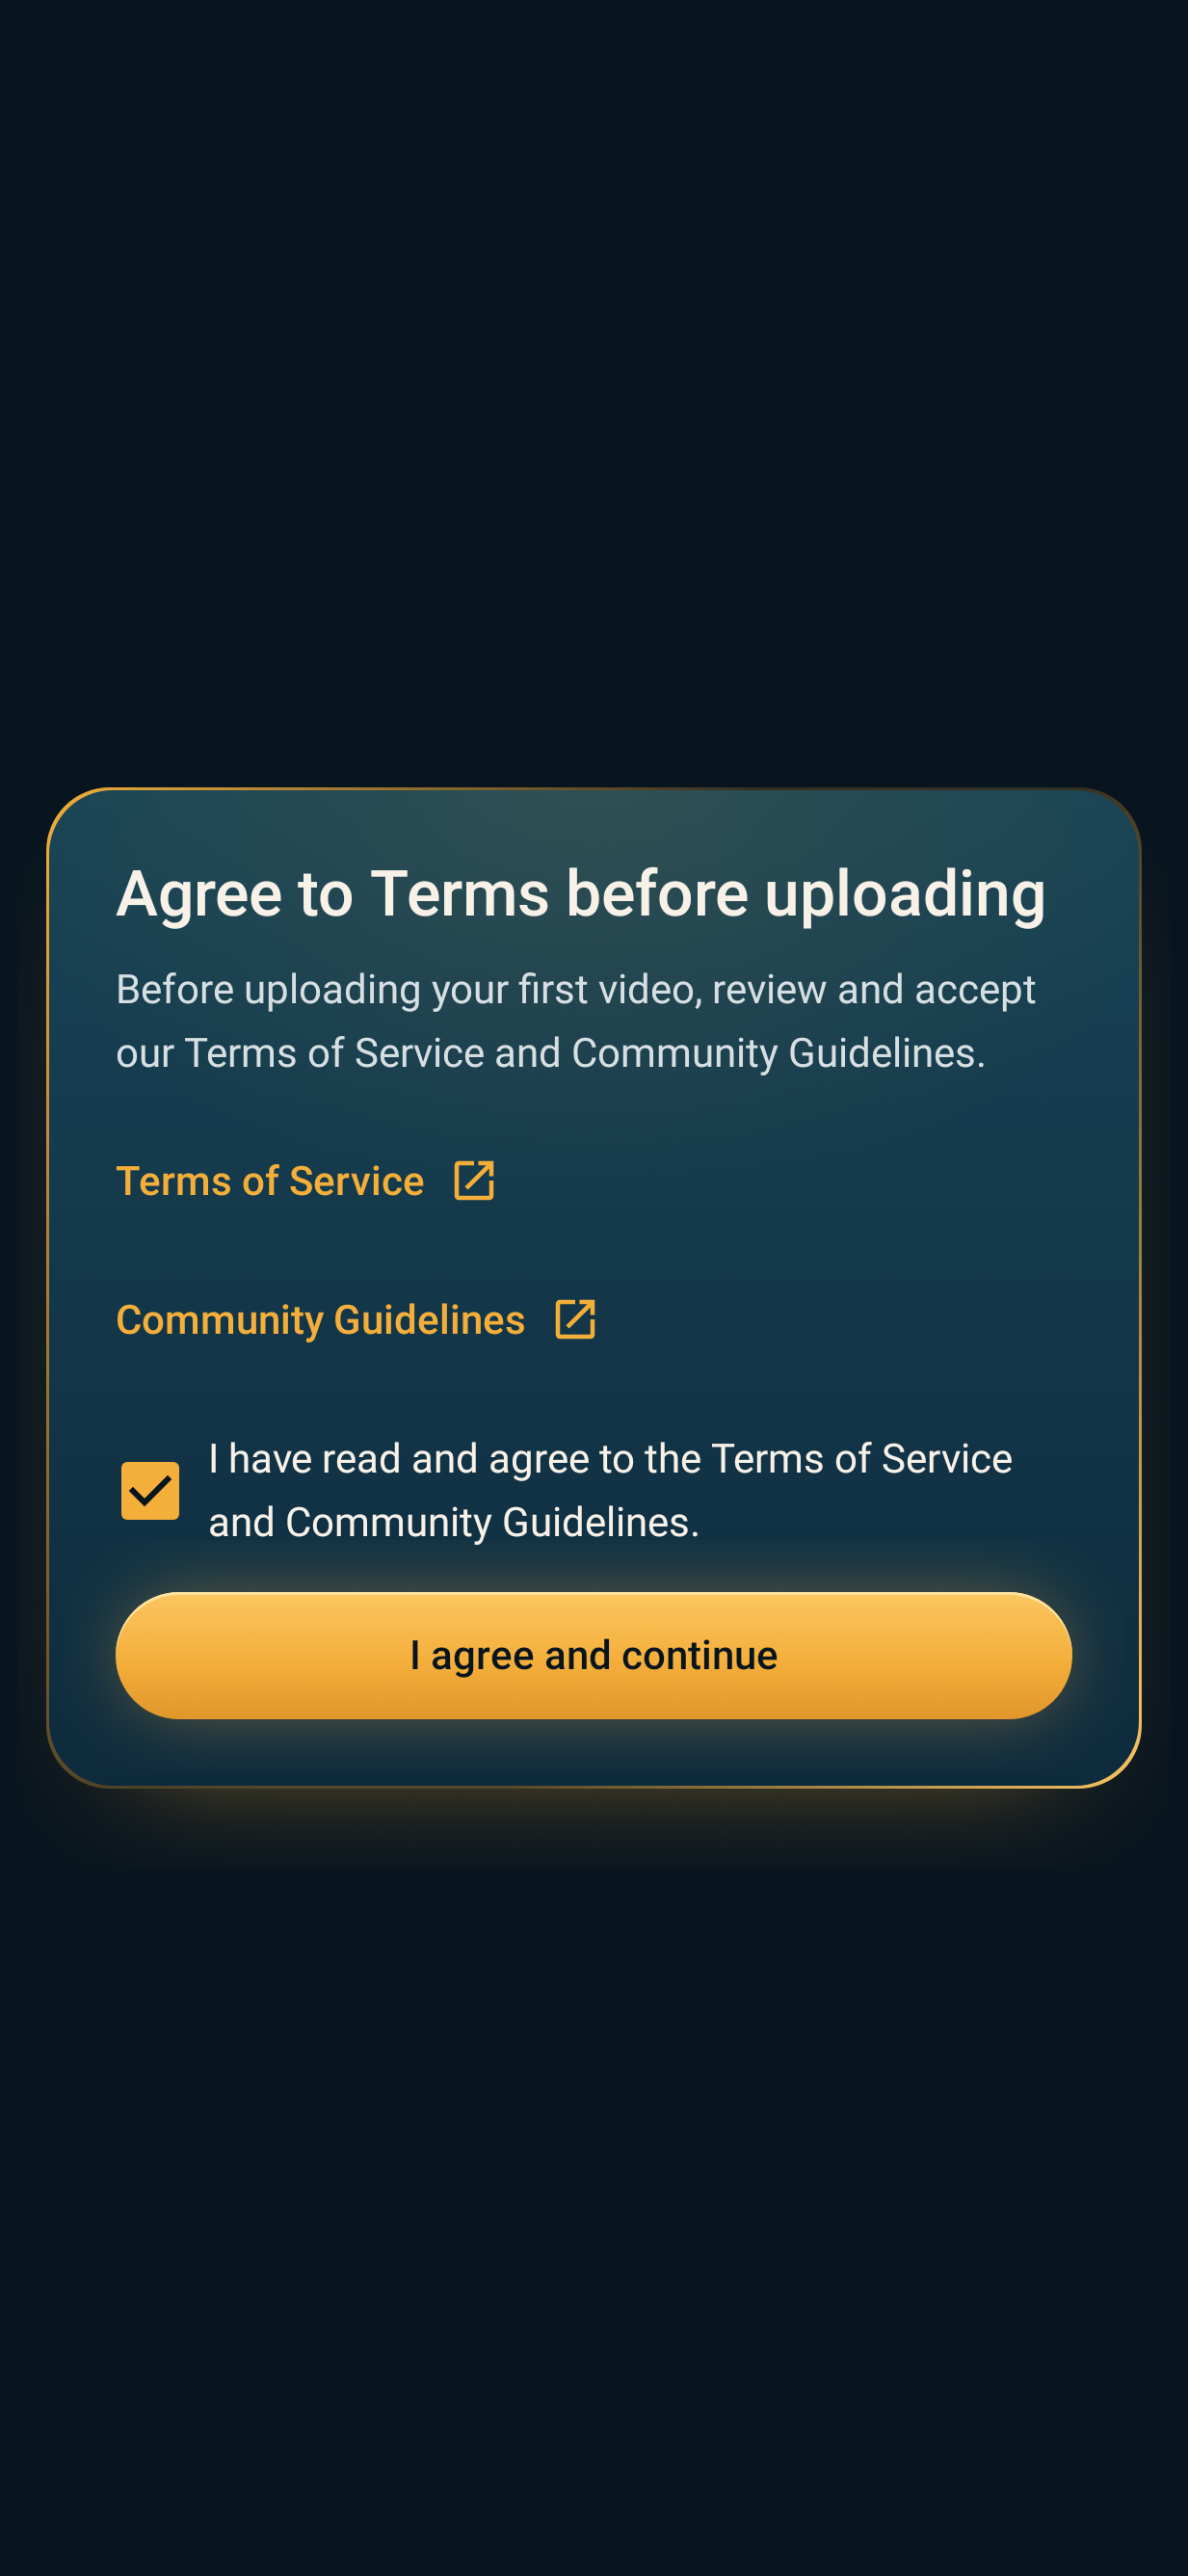 Agree to Terms before uploading
Before uploading your first video, review and accept
our Terms of Service and Community Guidelines.
Terms of Service
Community Guidelines
I have read and agree to the Terms of Service
and Community Guidelines.
I agree and continue